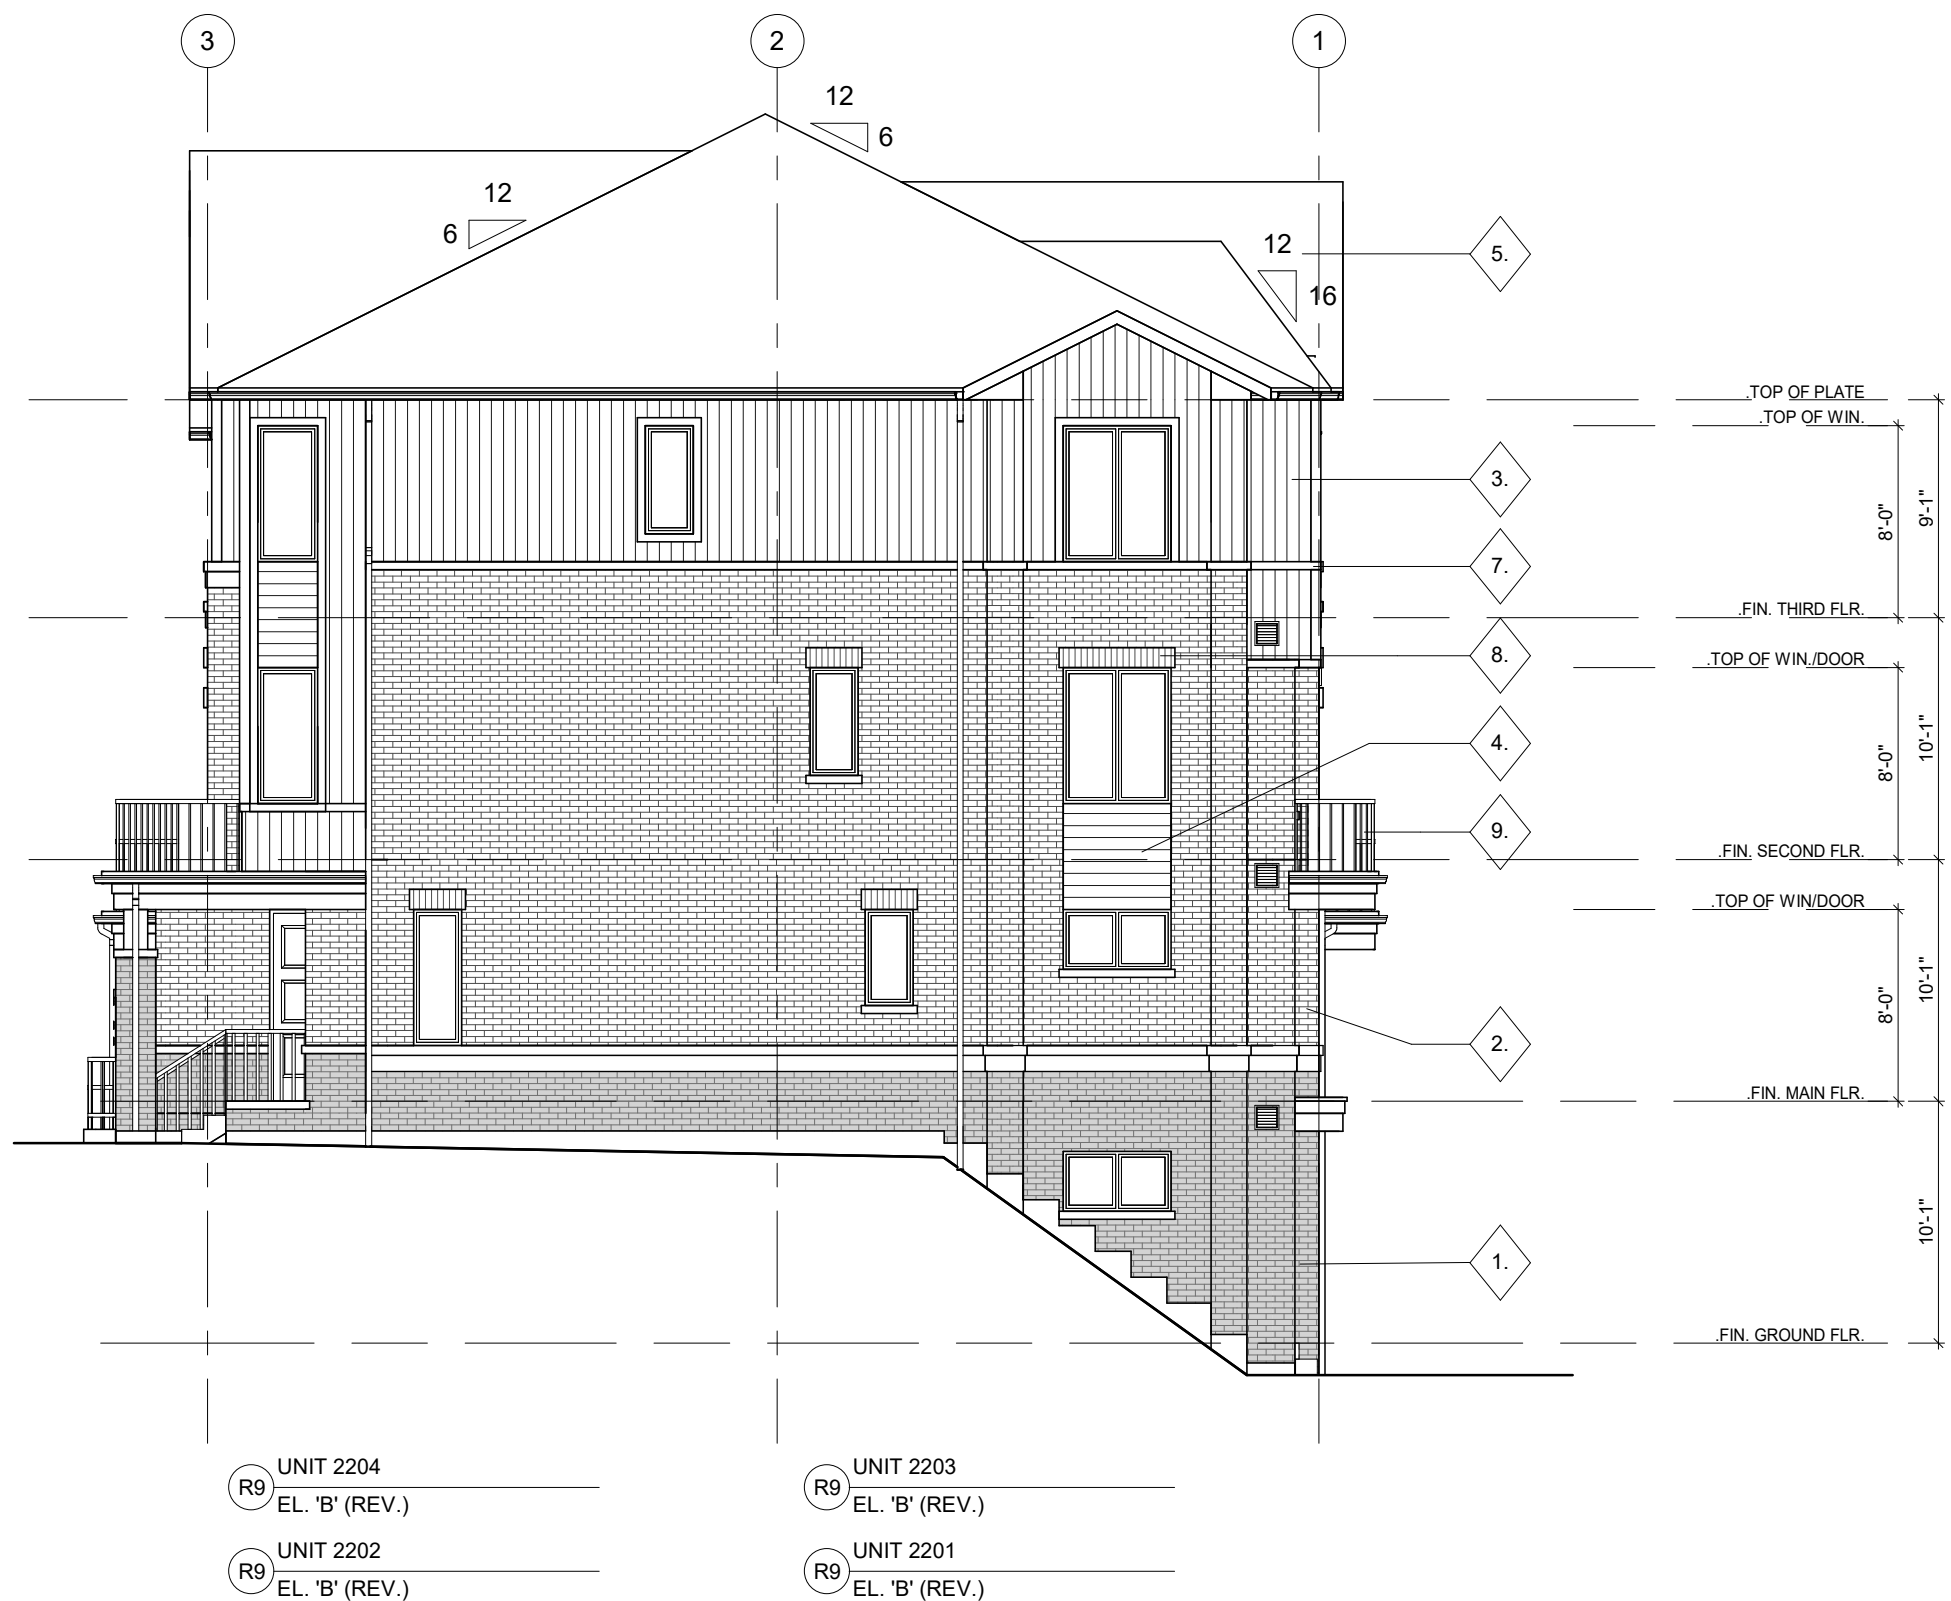 3
2
1
12
6
12
6
12
16
5.
.TOP OF PLATE
.TOP OF WIN.
3.
8'-0"
9'-1"
7.
.FIN. THIRD FLR.
8.
.TOP OF WIN./DOOR
4.
8'-0"
10'-1"
9.
.FIN. SECOND FLR.
.TOP OF WIN/DOOR
8'-0"
10'-1"
2.
.FIN. MAIN FLR.
10'-1"
1.
.FIN. GROUND FLR.
R9
UNIT 2204
EL. 'B' (REV.)
R9
UNIT 2203
EL. 'B' (REV.)
R9
UNIT 2202
EL. 'B' (REV.)
R9
UNIT 2201
EL. 'B' (REV.)